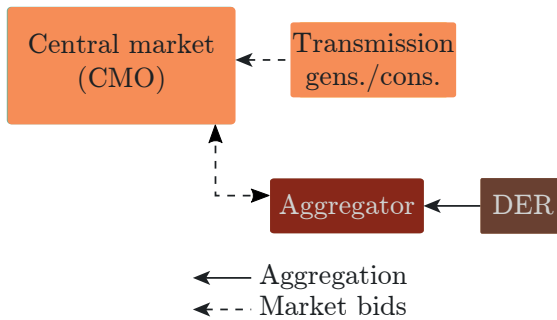 Central market
(CMO)
Transmission
gens./cons.
Aggregator
DER
Aggregation
Market bids